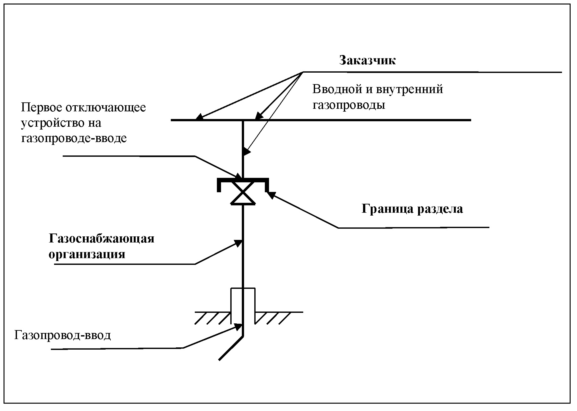 Заказчик
Вводной и внутренний
газопроводы
Первое отключающее
устройство на
газопроводе-вводе
Граница раздела
Газоснабжающая
организация
Газопровод-ввод